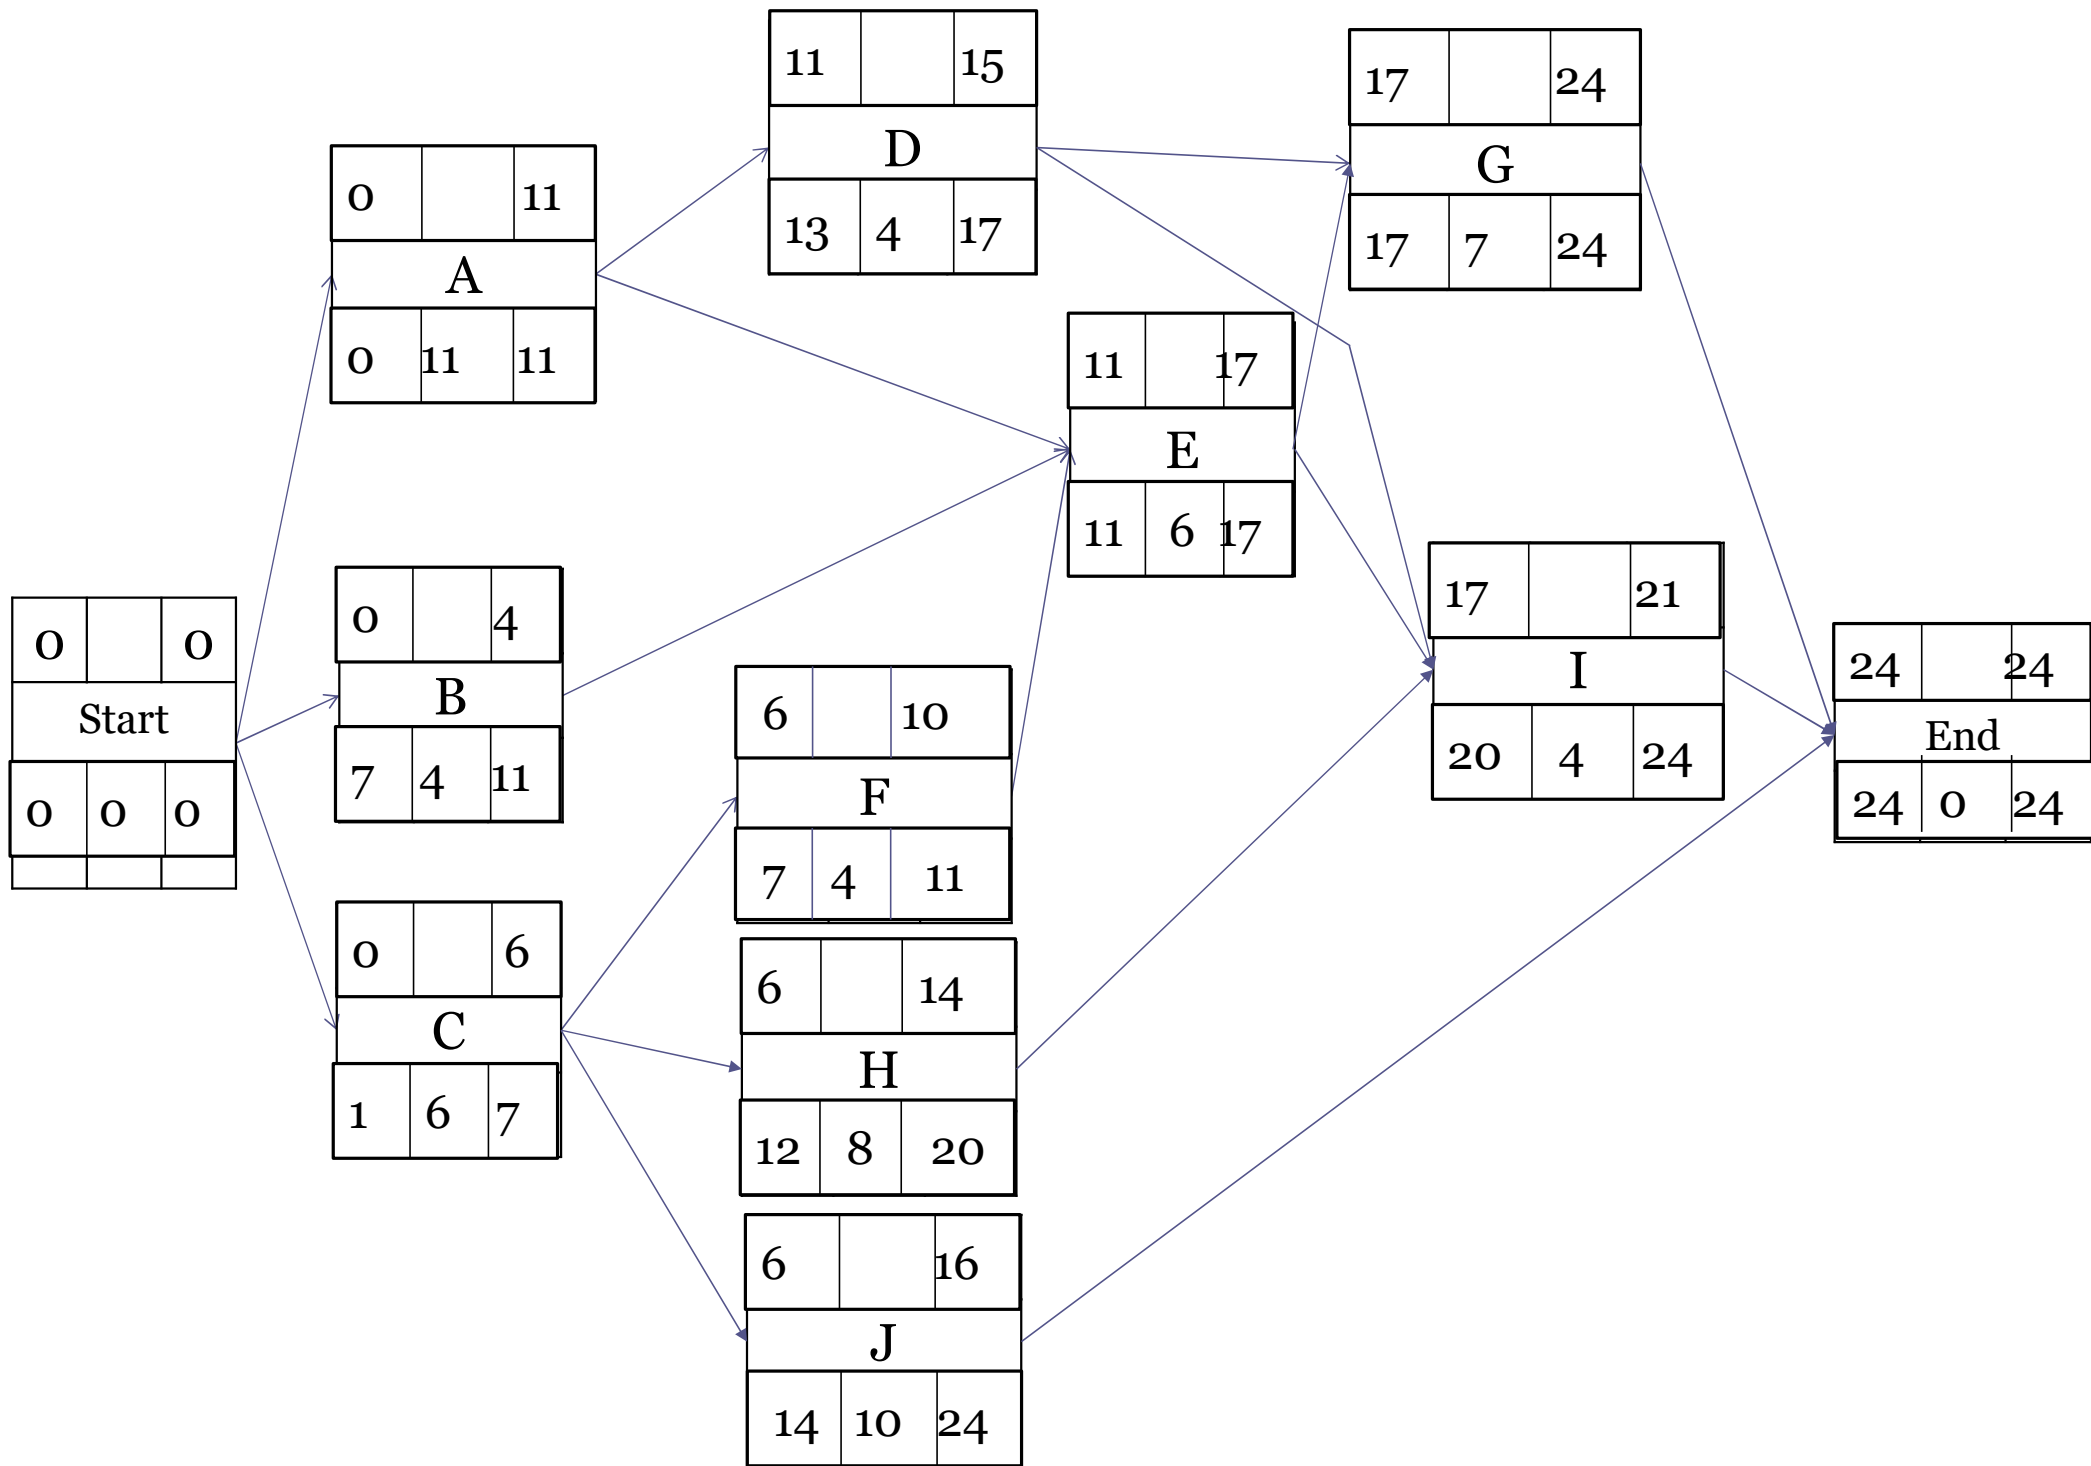 11 15
D
13 4 17
17 24
G
17 7 24
0 11
A
0 11 11
11 17
E
11 6 17
0 4
B
7 4 11
0 0
Start
0 0 0
17 21
I
20 4 24
24 24
End
24 0 24
6 10
F
7 4 11
0 6
C
1 6 7
6 14
H
12 8 20
6 16
J
14 10 24